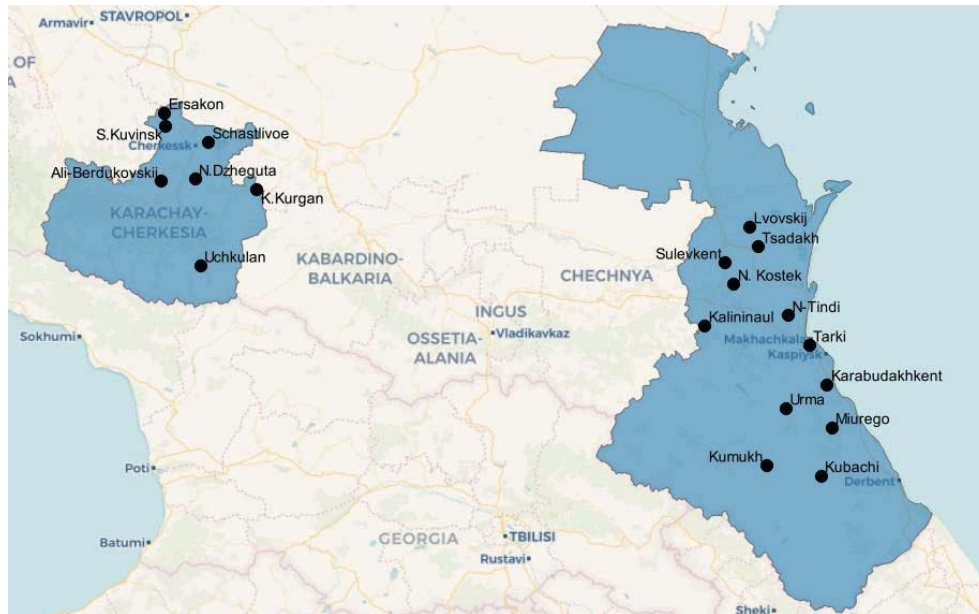 Armavir
STAVROPOL
OF
Ersakon
S.Kuvinsk
Schastlivoe
Cherkessk
Ali-Berdukovskij
N.Dzheguta
K.Kurgan
KARACHAY-
CHERKESIA
Uchkulan
KABARDINO-
BALKARIA
Sokhumi
INGUS
OSSETIA-
ALANIA
Vladikavkaz
CHECHNYA
Lvovskij
Tsadakh
Sulevkent
N. Kostek
N-Tindi
Kalininaul
Makhachkala
Tarki
Kaspiysk
Karabudakhkent
Urma
Miurego
Kumukh
Kubachi
Derbent
Poti
Batumi
GEORGIA
TBILISI
Rustavi
Sheki